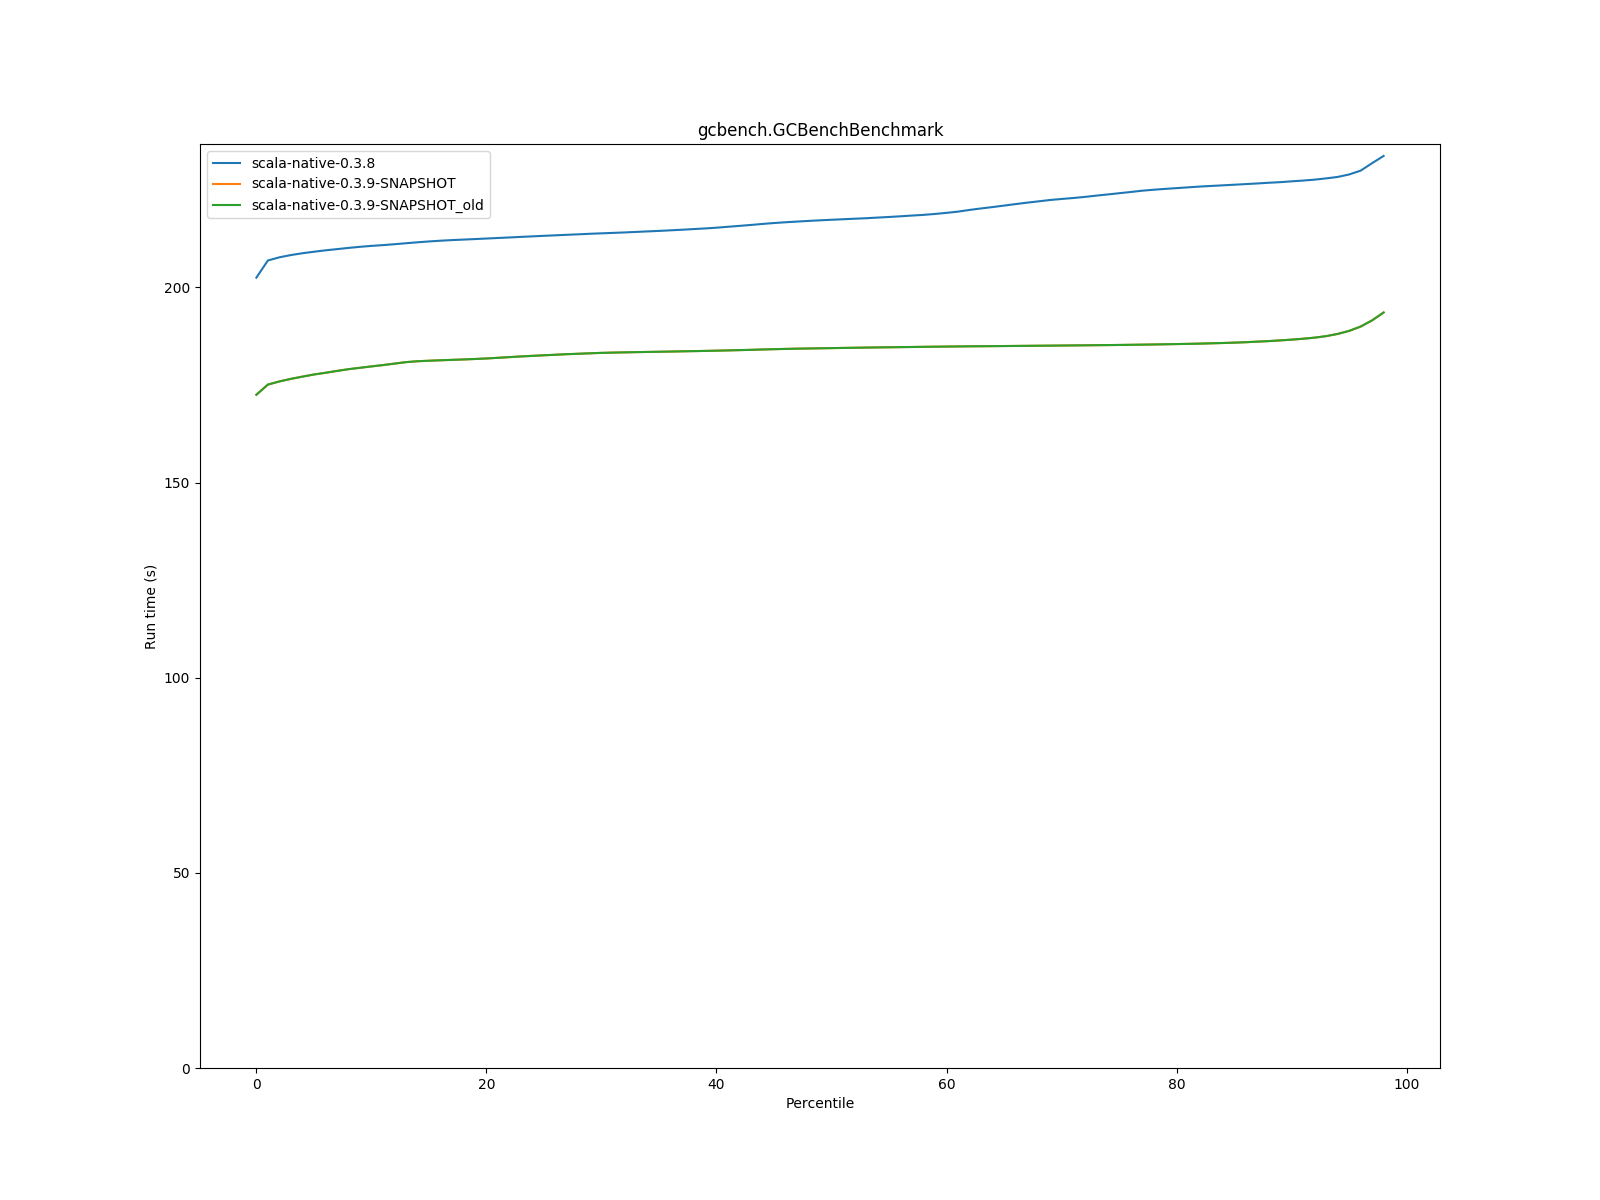 gcbench.GCBenchBenchmark
scala-native-0.3.8
scala-native-0.3.9-SNAPSHOT
scala-native-0.3.9-SNAPSHOT_old
200
150
100
50
0
Run time (s)
0 20 40 60 80 100
Percentile